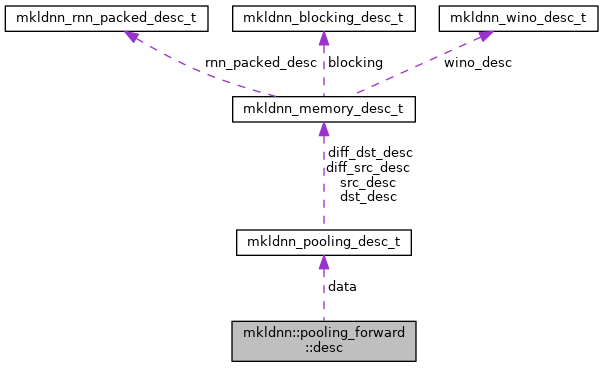 mkldnn_rnn_packed_desc_t
mkldnn_blocking_desc_t
mkldnn_wino_desc_t
rnn_packed_desc
blocking
wino_desc
mkldnn_memory_desc_t
diff_dst_desc
diff_src_desc
src_desc
dst_desc
mkldnn_pooling_desc_t
data
mkldnn::pooling_forward
::desc